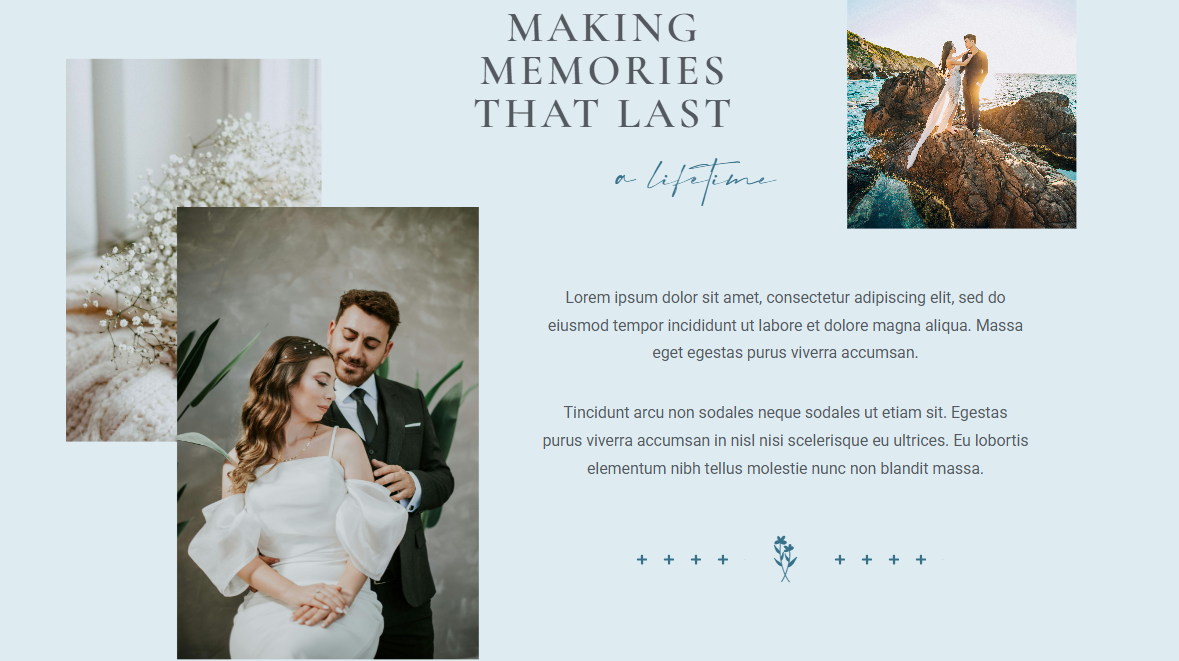 MAKING
MEMORIES
THAT LAST
a lifetime
Lorem ipsum dolor sit amet, consectetur adipiscing elit, sed do
eiusmod tempor incididunt ut labore et dolore magna aliqua. Massa
eget egestas purus viverra accumsan.
Tincidunt arcu non sodales neque sodales ut etiam sit. Egestas
purus viverra accumsan in nisl nisi scelerisque eu ultrices. Eu lobortis
elementum nibh tellus molestie nunc non blandit massa.